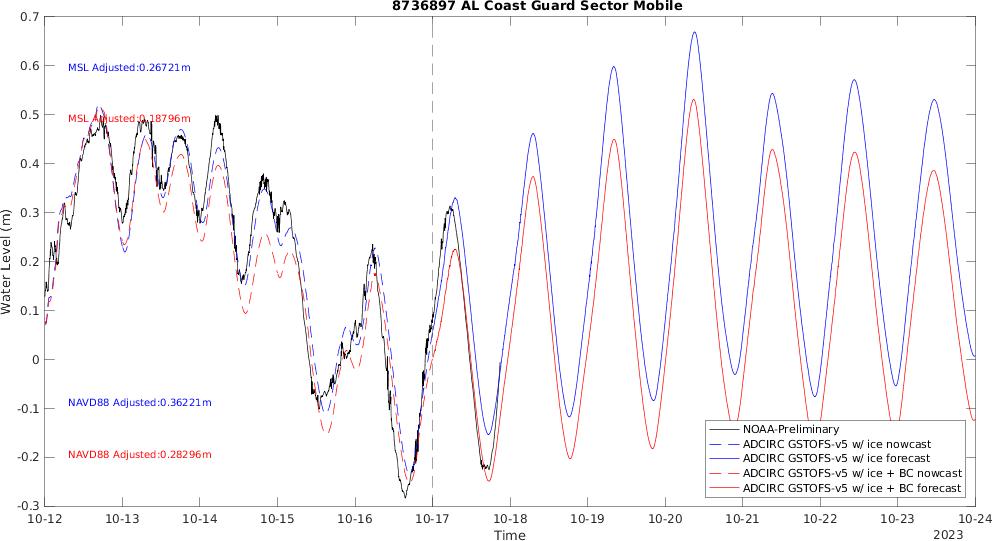 8736897 AL Coast Guard Sector Mobile
0.7
0.6
0.5
0.4
0.3
0.2
0.1
0
-0.1
-0.2
-0.3
Water Level (m)
MSL Adjusted:0.26721m
MSL Adjusted:0.18796m
NAVD88 Adjusted:0.36221m
NAVD88 Adjusted:0.28296m
NOAA-Preliminary
ADCIRC GSTOFS-v5 w/ ice nowcast
ADCIRC GSTOFS-v5 w/ ice forecast
ADCIRC GSTOFS-v5 w/ ice + BC nowcast
ADCIRC GSTOFS-v5 w/ ice + BC forecast
10-12 10-13 10-14 10-15 10-16 10-17 10-18 10-19 10-20 10-21 10-22 10-23 10-24
Time
2023